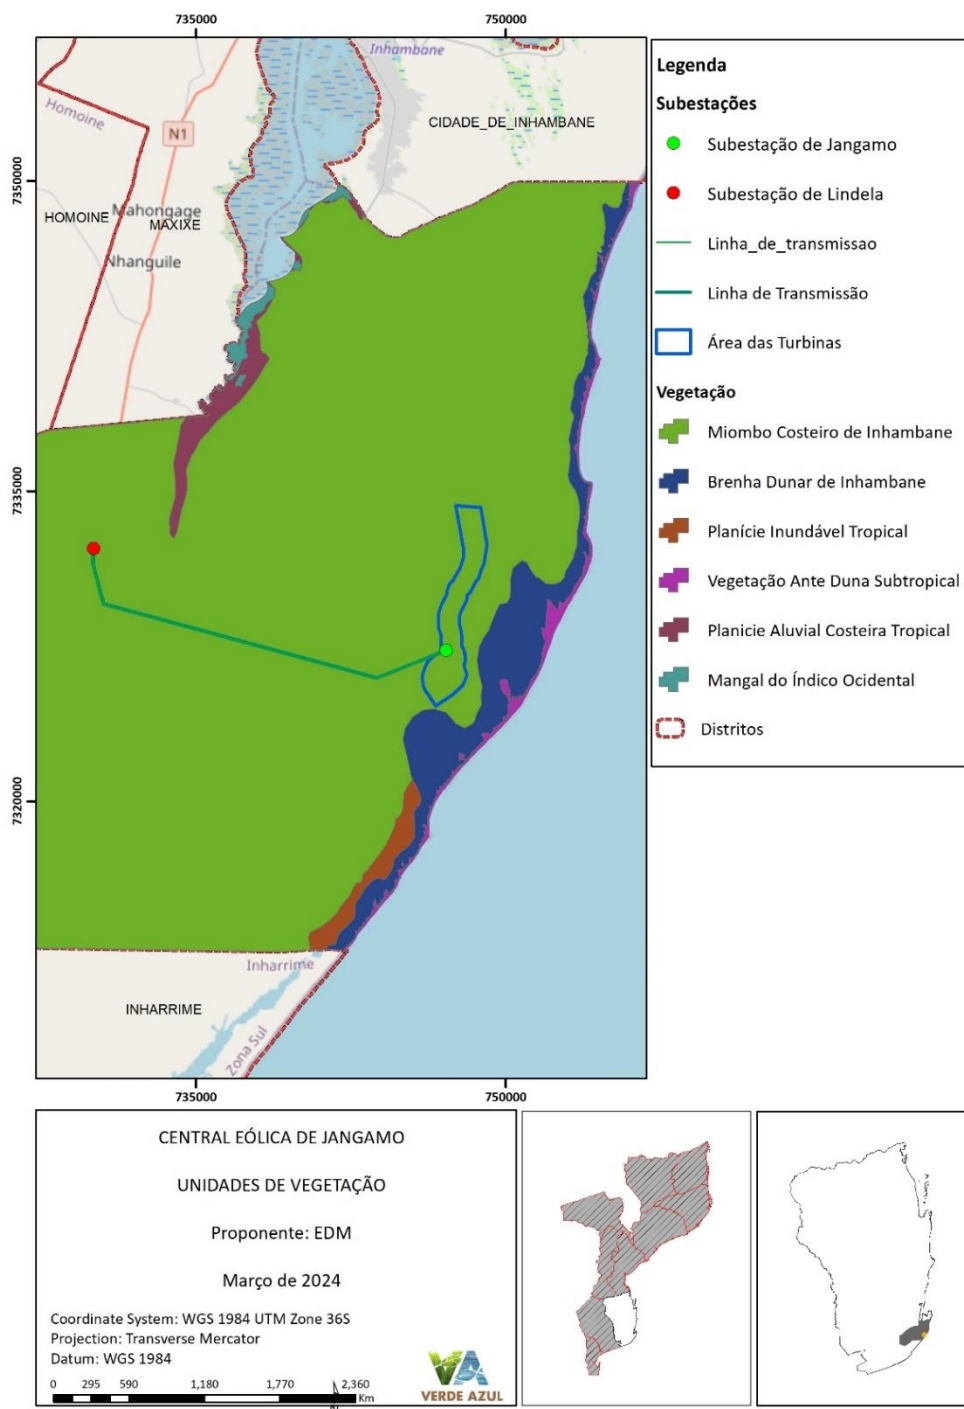 735000
750000
Inhambane
CIDADE_DE_INHAMBANE
Homoine
N1
7350000
Mahongage
HOMOINE
MAXIXE
Nhanguile
7335000
7320000
Inharrime
INHARRIME
Zona Sul
735000
750000
Legenda
Subestações
Subestação de Jangamo
Subestação de Lindela
Linha_de_transmissao
Linha de Transmissão
Área das Turbinas
Vegetação
Miombo Costeiro de Inhambane
Brenha Dunar de Inhambane
Planície Inundável Tropical
Vegetação Ante Duna Subtropical
Planicie Aluvial Costeira Tropical
Mangal do Índico Ocidental
Distritos
CENTRAL EÓLICA DE JANGAMO
UNIDADES DE VEGETAÇÃO
Proponente: EDM
Março de 2024
Coordinate System: WGS 1984 UTM Zone 36S
Projection: Transverse Mercator
Datum: WGS 1984
0 295 590 1,180 1,770 2,360
Km
VA
VERDE AZUL